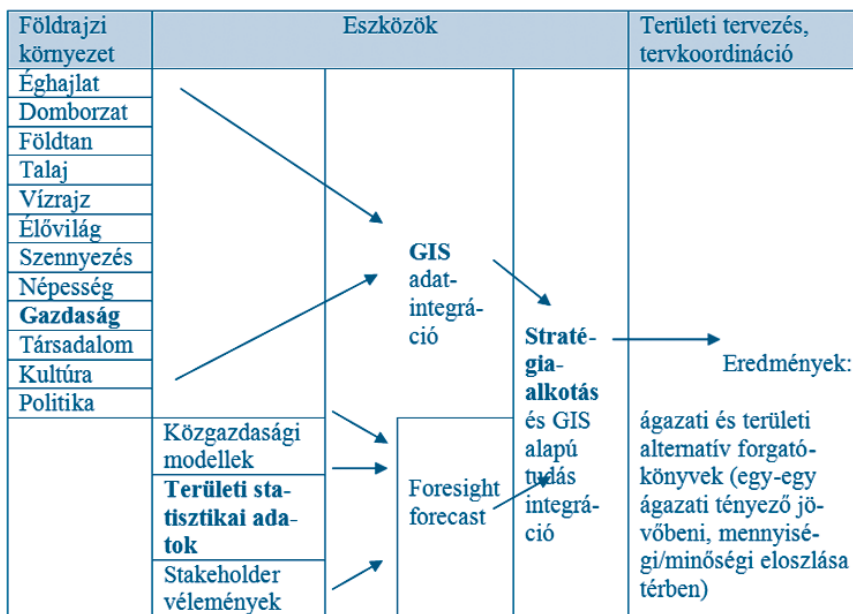 Földrajzi
környezet
Eszközök
Területi tervezés,
tervkoordináció
Éghajlat
Domborzat
Földtan
Talaj
Vízrajz
Élővilág
Szennyezés
Népesség
Gazdaság
Társadalom
Kultúra
Politika
Közgazdasági
modellek
Területi sta-
tisztikai ada-
tok
Stakeholder
vélemények
GIS
adat-
integrá-
ció
Foresight
forecast
Straté-
gia-
alkotás
és GIS
alapú
tudás
integrá-
ció
Eredmények:
ágazati és területi
alternatív forgató-
könyvek (egy-egy
ágazati tényező jö-
vőbeni, mennyisé-
gi/minőségi eloszlása
térben)